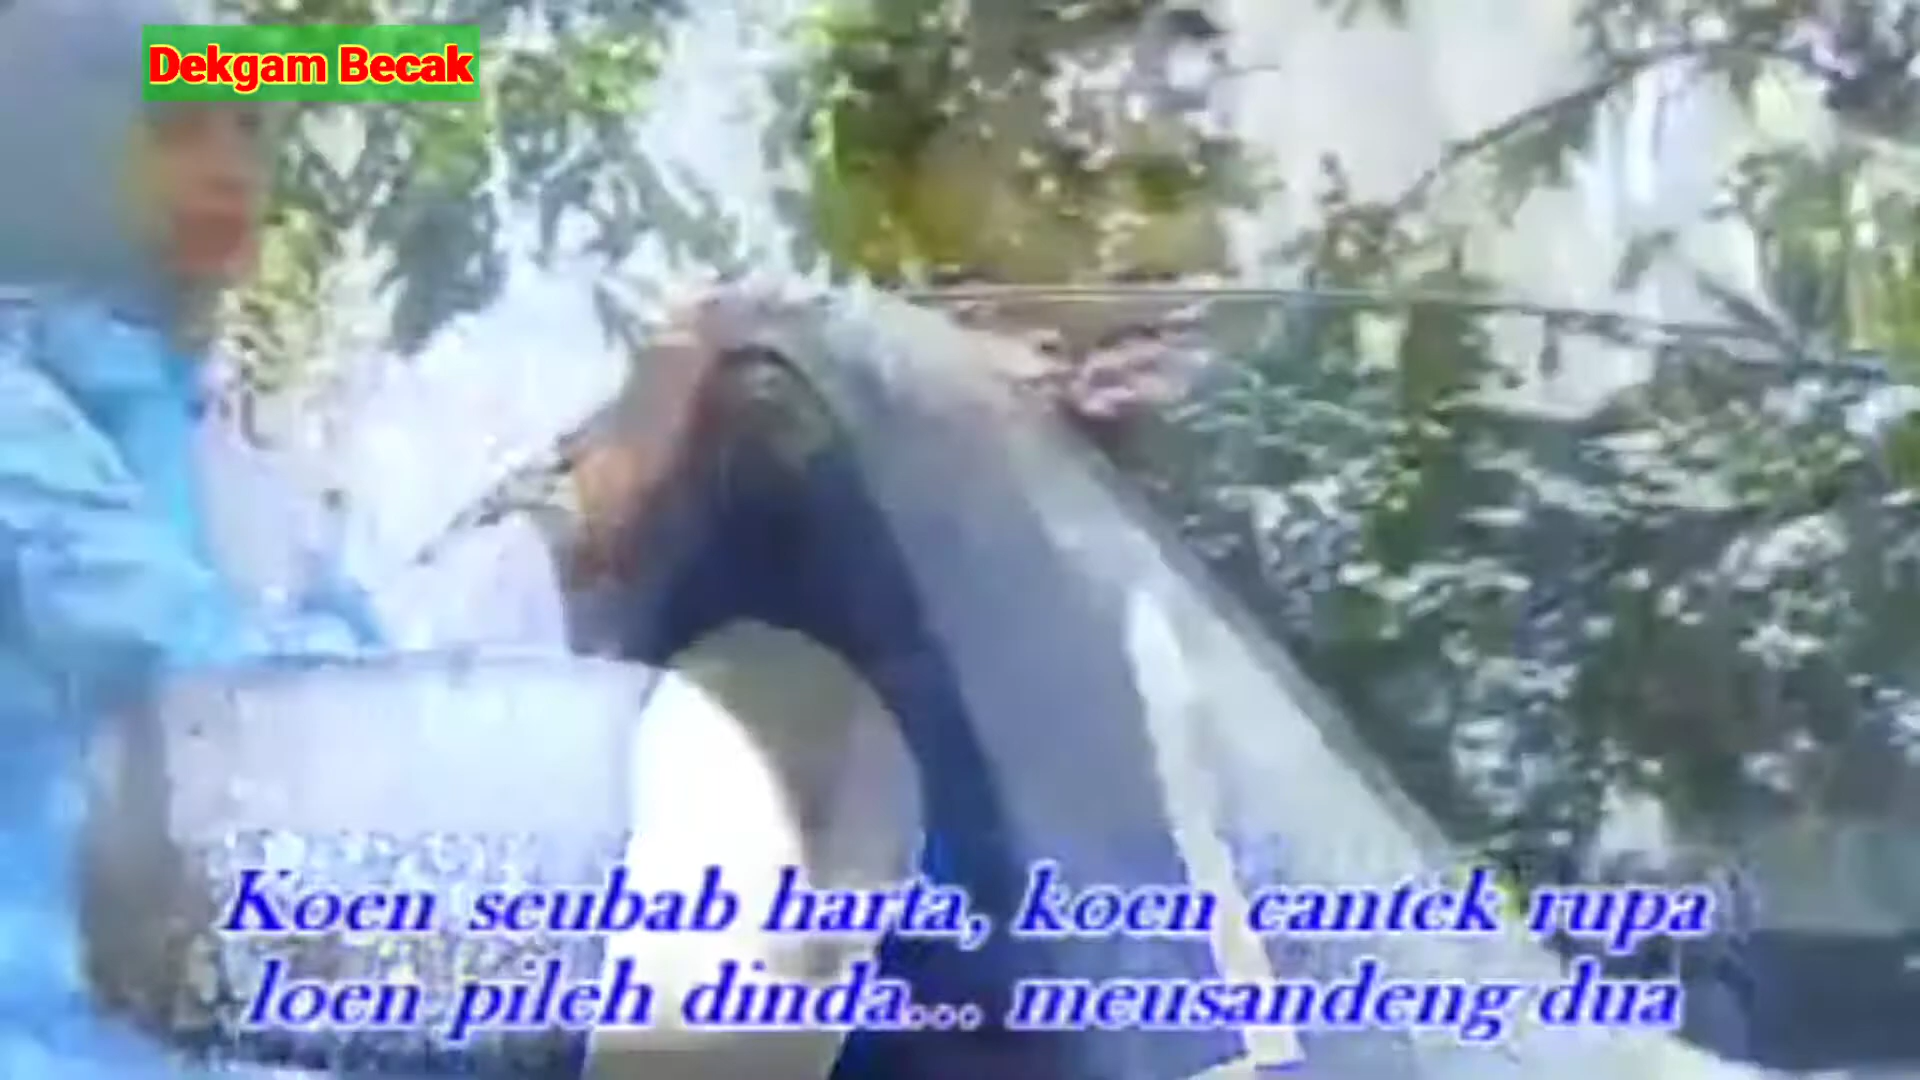 Dekgam Becak
Koen seubab harta, koen cantek rupa
loen pileh dinda... meusandeng dua